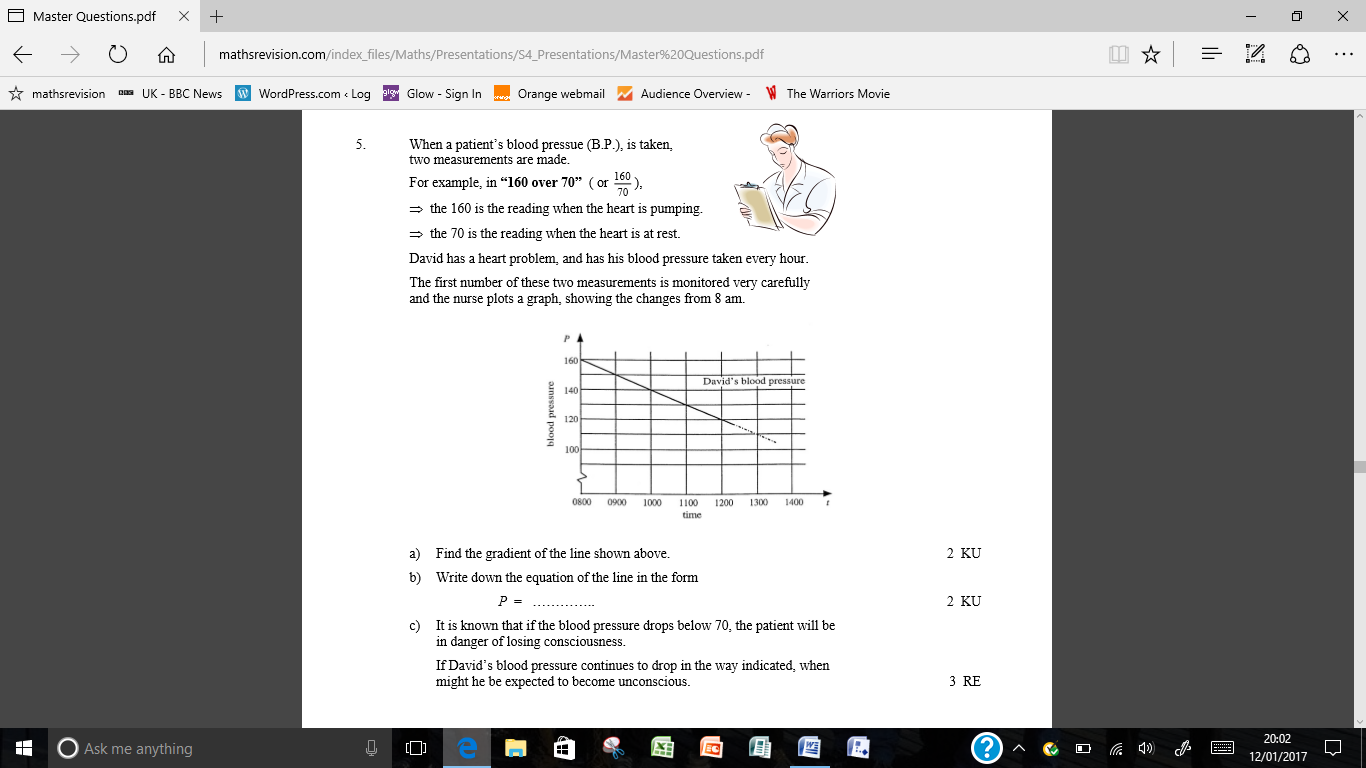 Master Questions.pdf
mathsrevision.com/index_files/Maths/Presentations/S4_Presentations/Master%20Questions.pdf
mathsrevision
BBC UK - BBC News
WordPress.com ‹ Log
glow Glow - Sign In
orange Orange webmail
Audience Overview -
The Warriors Movie
5. When a patient's blood pressue (B.P.), is taken,
two measurements are made.
For example, in “160 over 70” ( or 160/70 ),
⇒ the 160 is the reading when the heart is pumping.
⇒ the 70 is the reading when the heart is at rest.
David has a heart problem, and has his blood pressure taken every hour.
The first number of these two measurements is monitored very carefully
and the nurse plots a graph, showing the changes from 8 am.
P
160
David's blood pressure
140
120
100
blood pressure
0800 0900 1000 1100 1200 1300 1400 t
time
a) Find the gradient of the line shown above. 2 KU
b) Write down the equation of the line in the form
P = ………….. 2 KU
c) It is known that if the blood pressure drops below 70, the patient will be
in danger of losing consciousness.
If David's blood pressure continues to drop in the way indicated, when
might he be expected to become unconscious. 3 RE
Ask me anything
20:02
12/01/2017